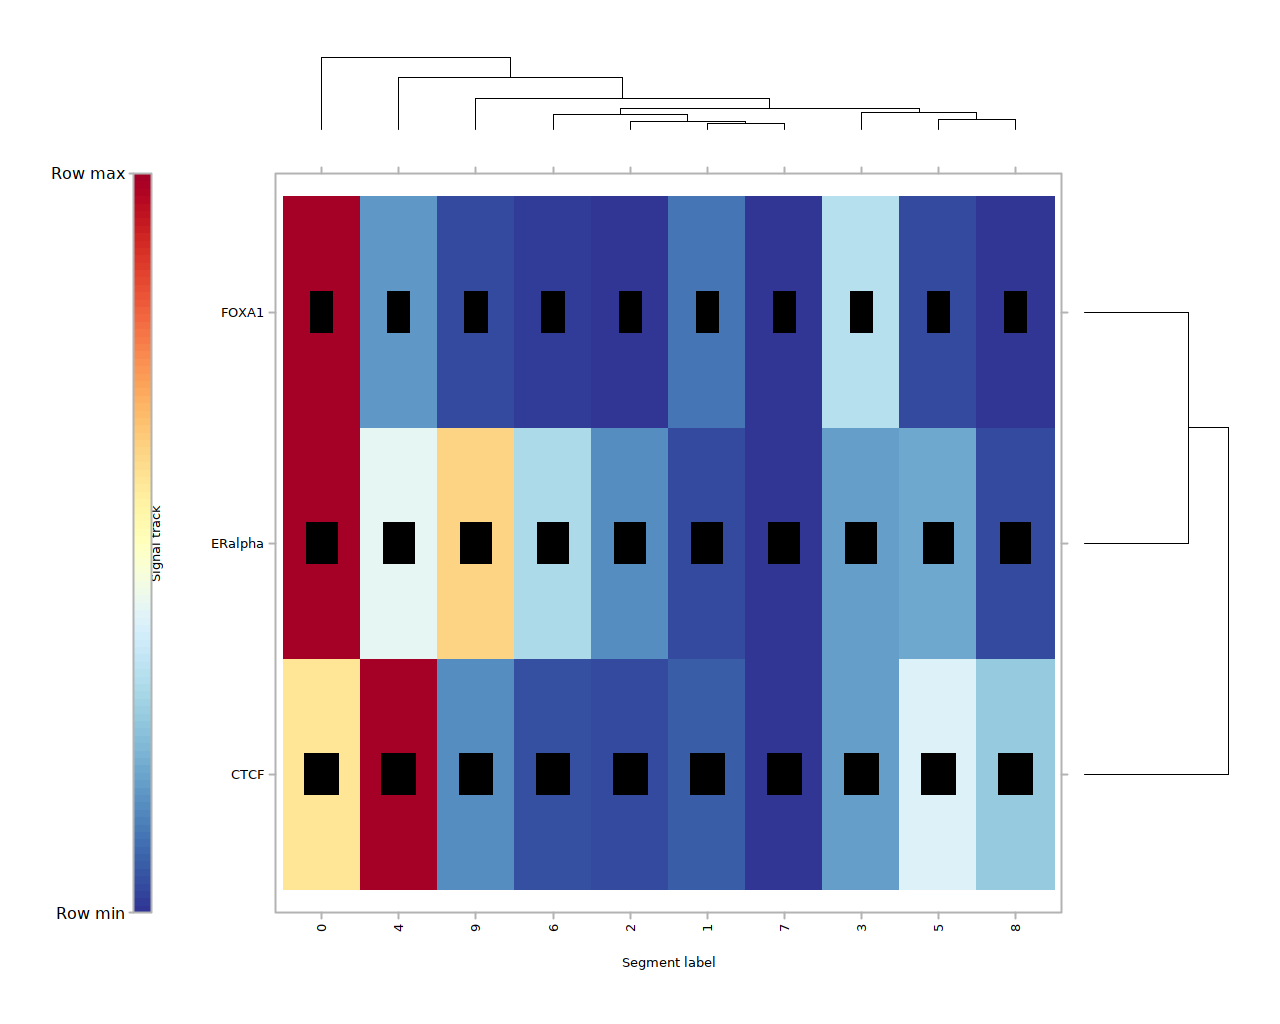 Row max
Row min
Signal track
FOXA1
ERalpha
CTCF
0 4 9 6 2 1 7 3 5 8
Segment label